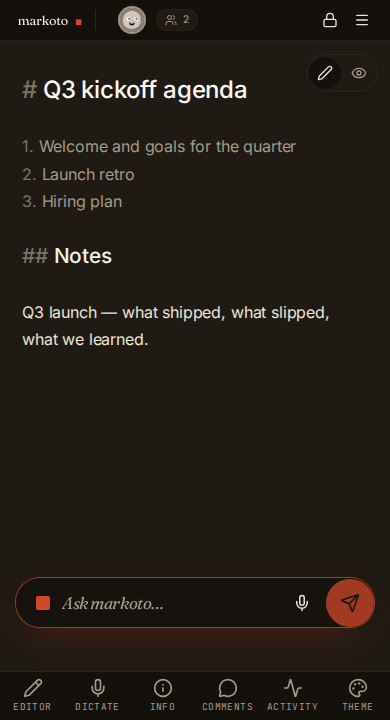 markoto
2
# Q3 kickoff agenda
1. Welcome and goals for the quarter
2. Launch retro
3. Hiring plan
## Notes
Q3 launch — what shipped, what slipped,
what we learned.
Ask markoto...
EDITOR DICTATE INFO COMMENTS ACTIVITY THEME